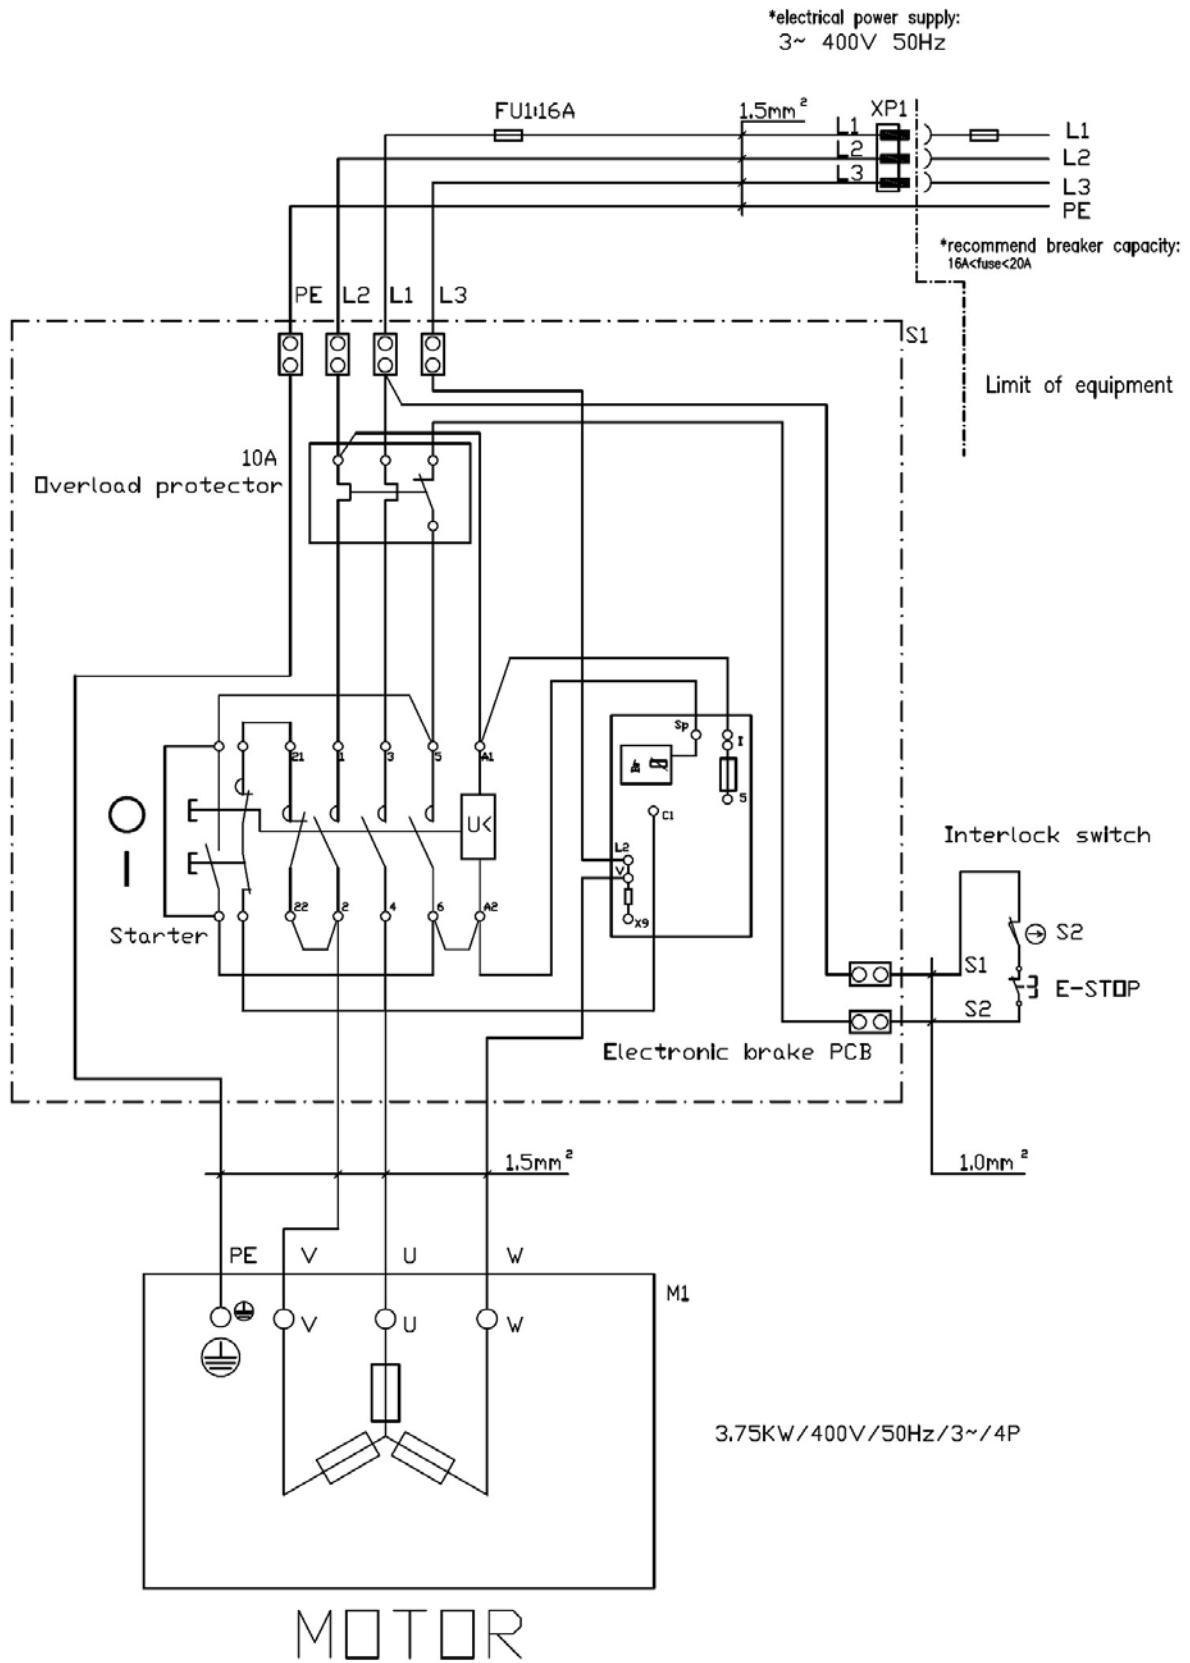 *electrical power supply:
3~ 400V 50Hz
FU1:16A
1.5mm²
XP1
L1
L1
L2
L2
L3
L3
PE
*recommend breaker capacity:
16A<fuse<20A
PE
L2
L1
L3
S1
Limit of equipment
10A
Overload protector
Sp
I
21
1
3
5
A1
5
C1
U<
L2
V
Interlock switch
22
2
4
6
A2
X9
Starter
S2
S1
E-STOP
S2
Electronic brake PCB
1.5mm²
1.0mm²
PE
V
U
W
M1
V
U
W
3.75KW/400V/50Hz/3~/4P
MOTOR